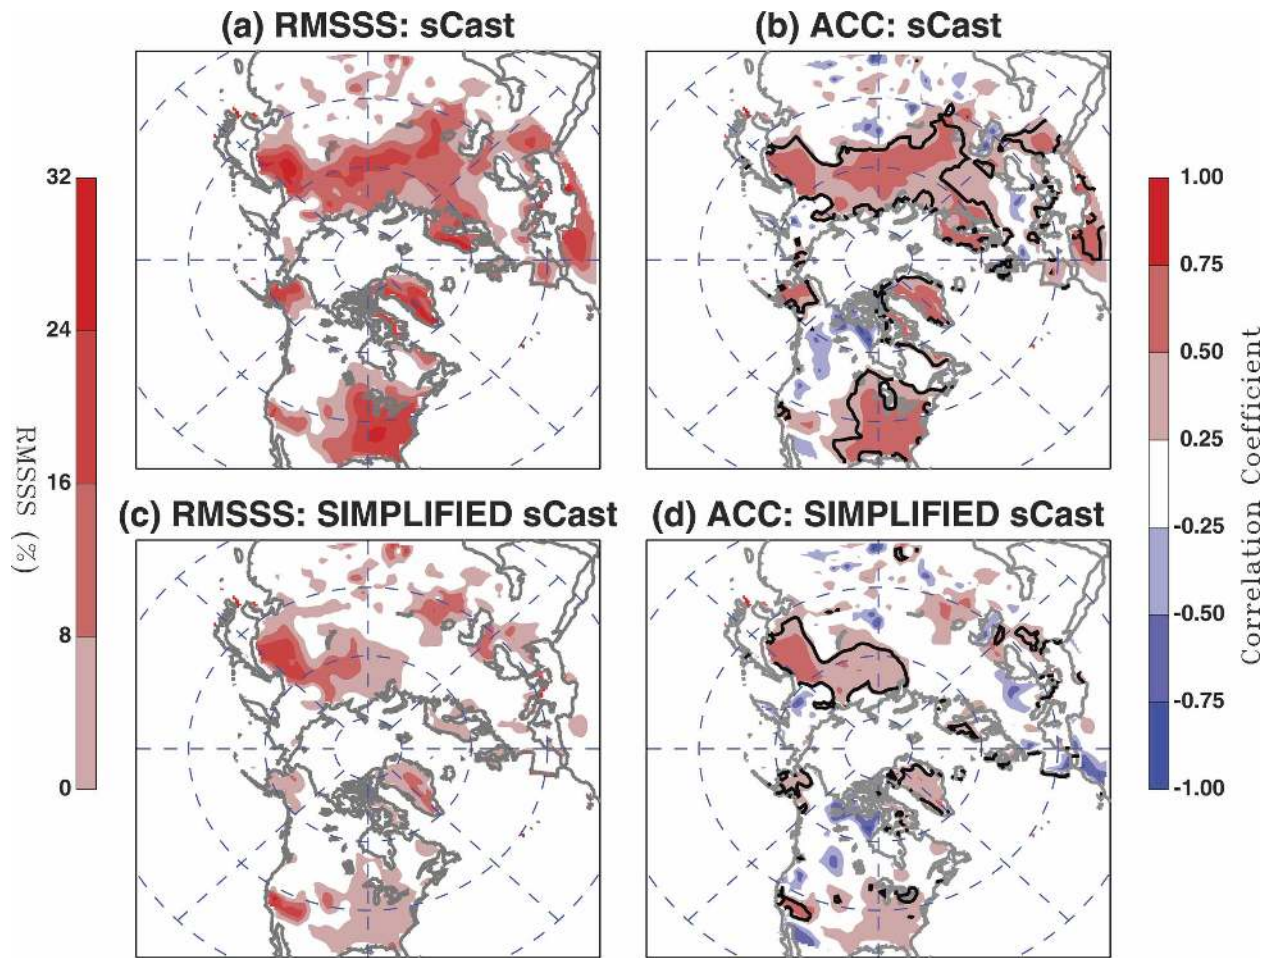 (a) RMSSS: sCast
(b) ACC: sCast
32
24
16
8
0
RMSSS (%)
1.00
0.75
0.50
0.25
-0.25
-0.50
-0.75
-1.00
Correlation Coefficient
(c) RMSSS: SIMPLIFIED sCast
(d) ACC: SIMPLIFIED sCast